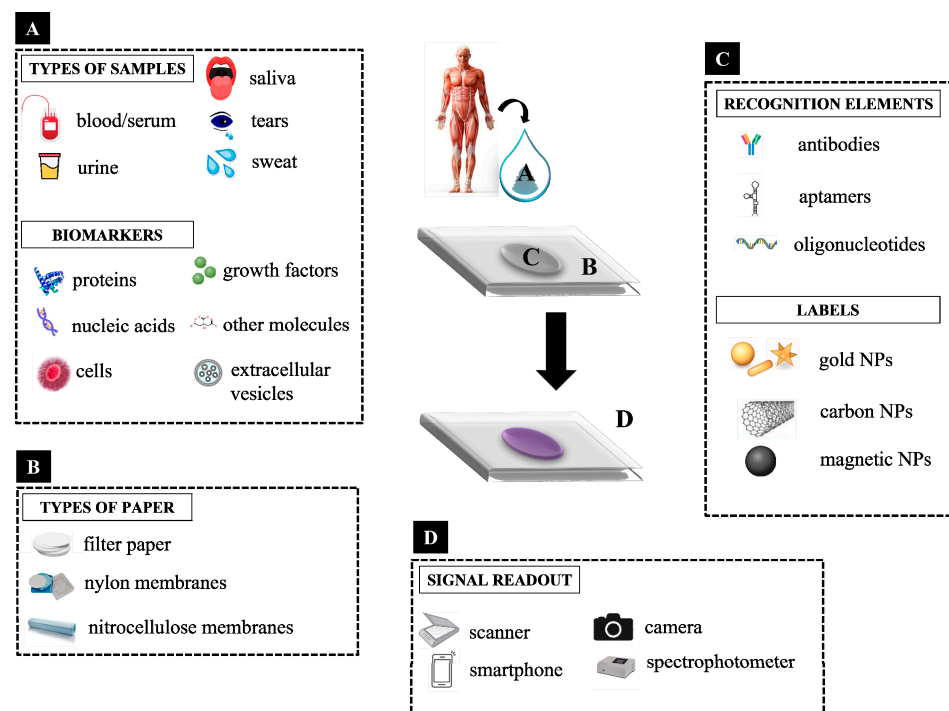 A
TYPES OF SAMPLES
saliva
blood/serum
tears
urine
sweat
BIOMARKERS
proteins
growth factors
nucleic acids
other molecules
cells
extracellular
vesicles
B
TYPES OF PAPER
filter paper
nylon membranes
nitrocellulose membranes
A
C
B
D
C
RECOGNITION ELEMENTS
antibodies
aptamers
oligonucleotides
LABELS
gold NPs
carbon NPs
magnetic NPs
D
SIGNAL READOUT
scanner
camera
smartphone
spectrophotometer